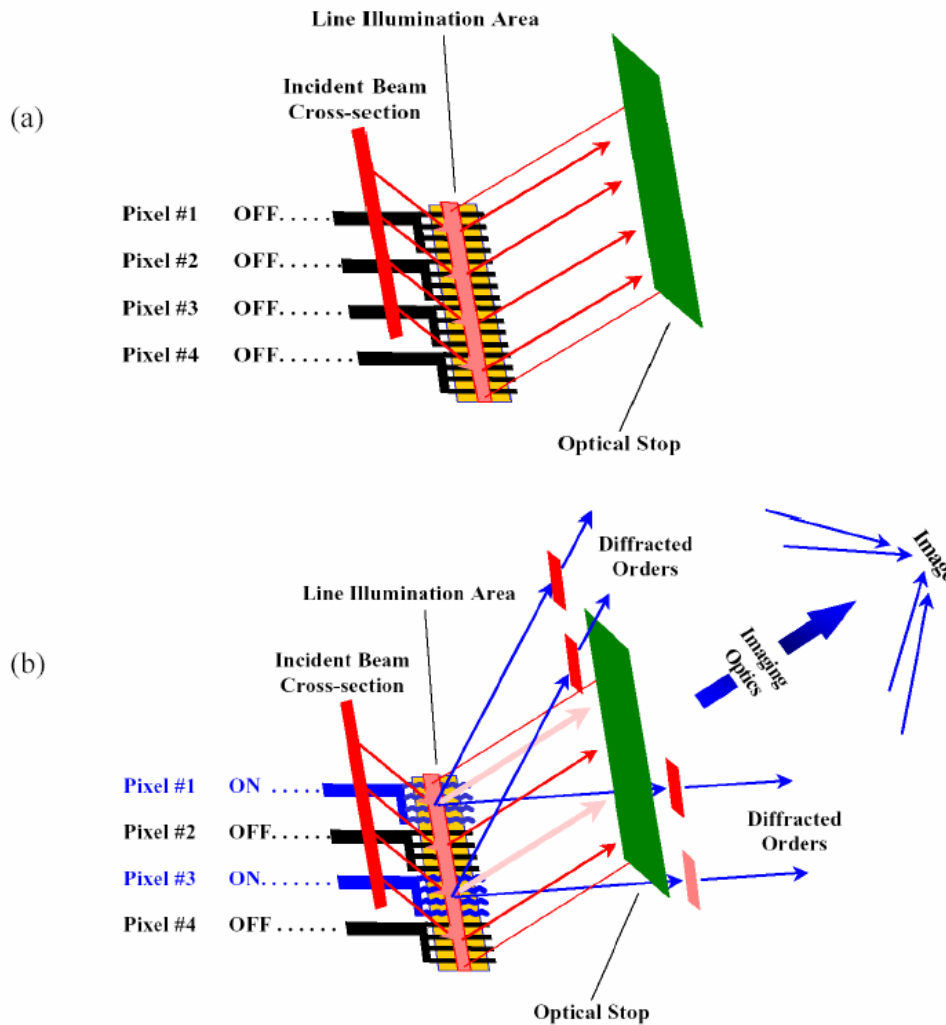 (a)
Line Illumination Area
Incident Beam
Cross-section
Pixel #1 OFF. . . . .
Pixel #2 OFF. . . . . .
Pixel #3 OFF. . . . . .
Pixel #4 OFF. . . . . . .
Optical Stop
(b)
Diffracted
Orders
Image
Line Illumination Area
Imaging
Optics
Incident Beam
Cross-section
Pixel #1 ON . . . . .
Pixel #2 OFF. . . . .
Pixel #3 ON. . . . . .
Pixel #4 OFF . . . . . .
Diffracted
Orders
Optical Stop